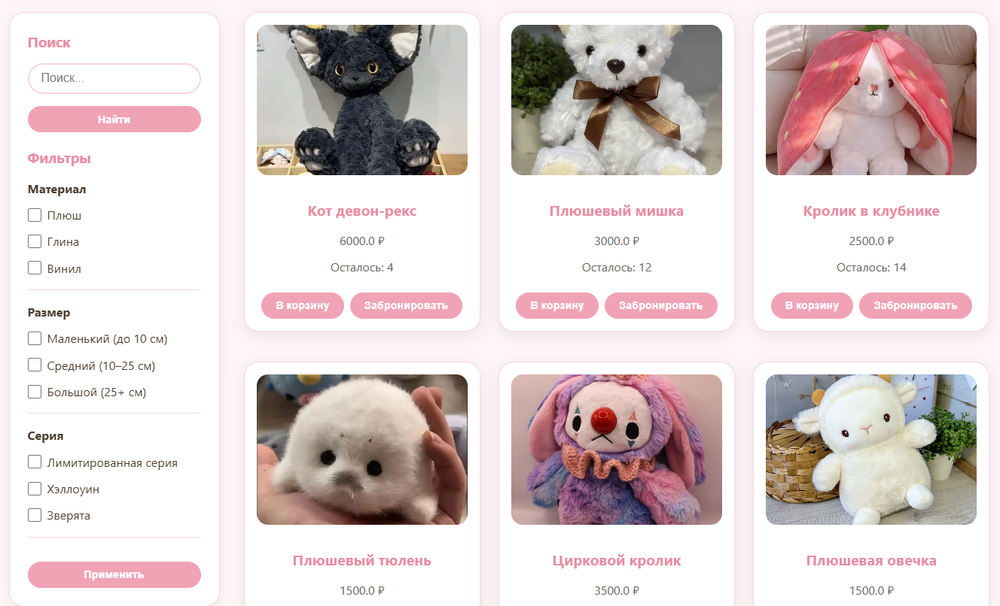 Поиск
Поиск...
Найти
Фильтры
Материал
Плюш
Глина
Винил
Размер
Маленький (до 10 см)
Средний (10–25 см)
Большой (25+ см)
Серия
Лимитированная серия
Хэллоуин
Зверята
Применить
Кот девон-рекс
6000.0 ₽
Осталось: 4
В корзину Забронировать
Плюшевый мишка
3000.0 ₽
Осталось: 12
В корзину Забронировать
Кролик в клубнике
2500.0 ₽
Осталось: 14
В корзину Забронировать
Плюшевый тюлень
1500.0 ₽
Цирковой кролик
3500.0 ₽
Плюшевая овечка
1500.0 ₽